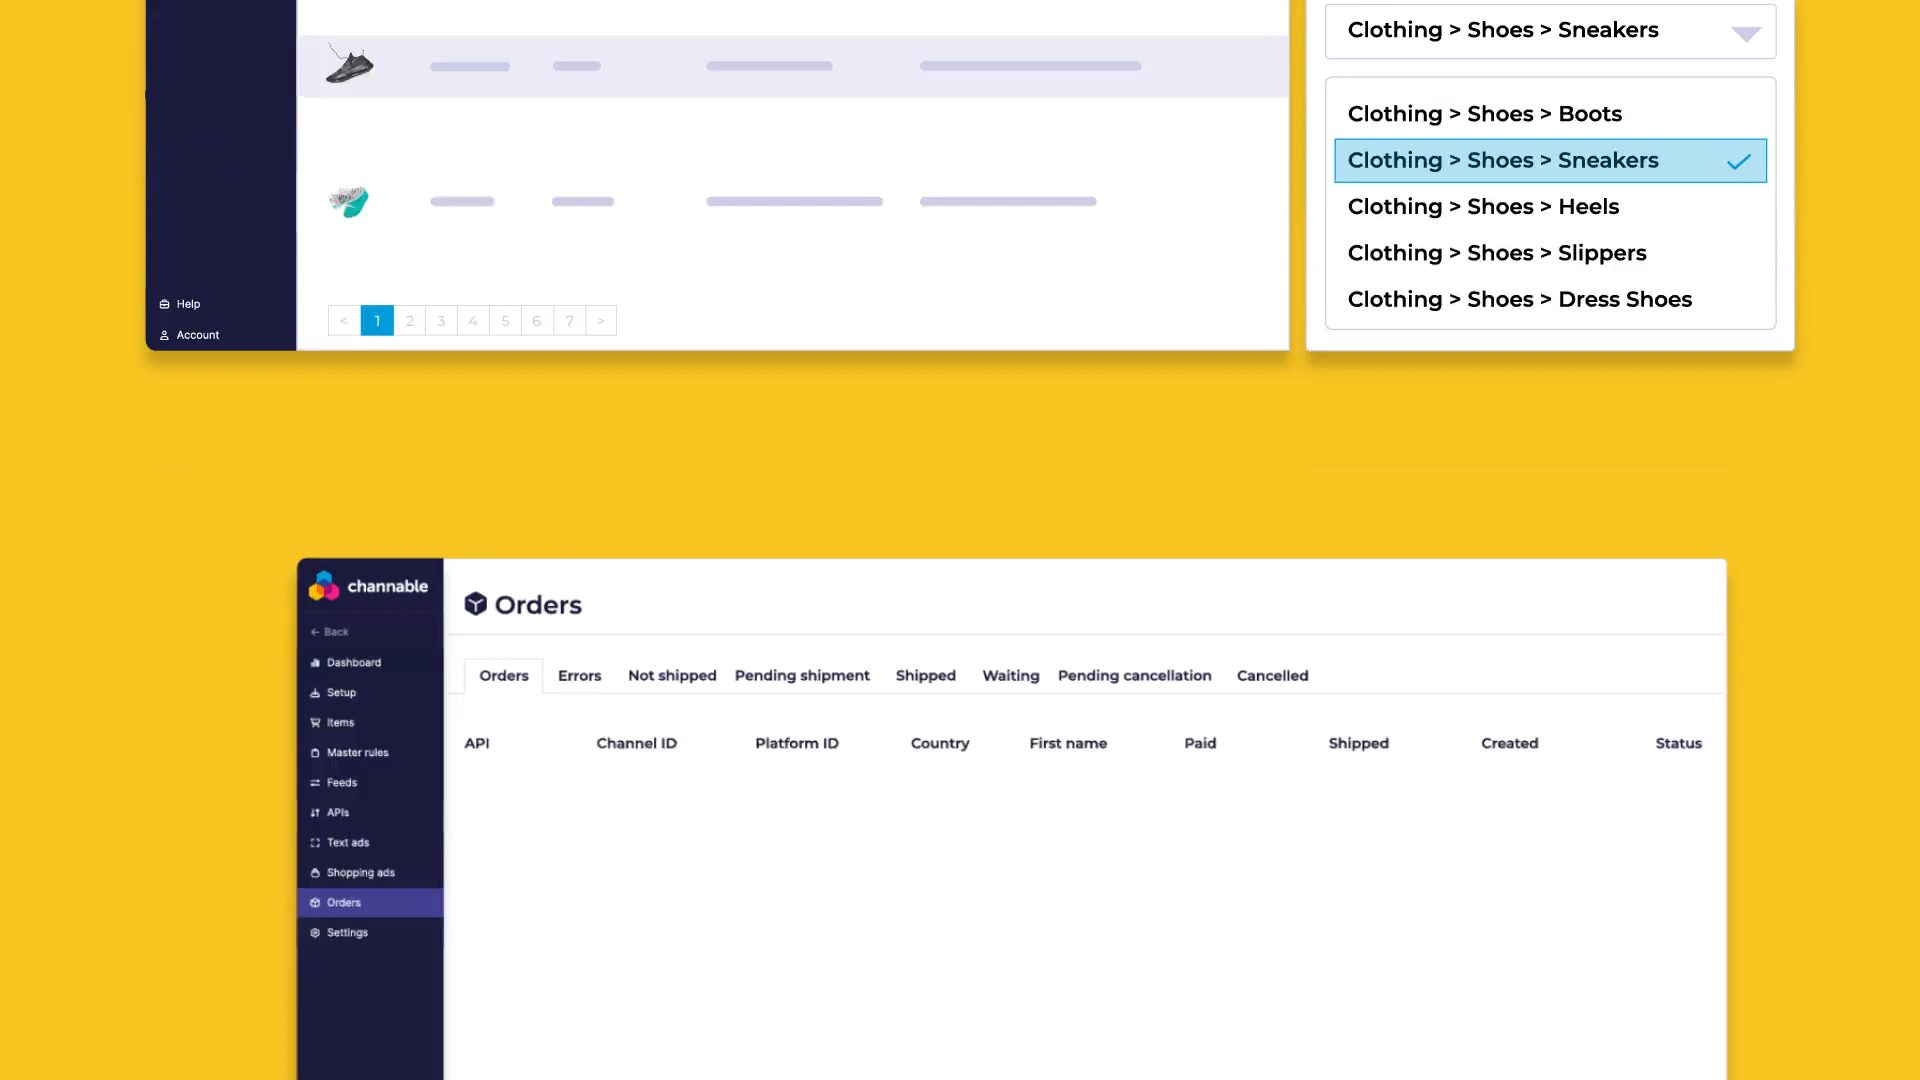 Clothing > Shoes > Sneakers
Clothing > Shoes > Boots
Clothing > Shoes > Sneakers
Clothing > Shoes > Heels
Clothing > Shoes > Slippers
Clothing > Shoes > Dress Shoes
Help
Account
< 1 2 3 4 5 6 7 >
channable
← Back
Dashboard
Setup
Items
Master rules
Feeds
APIs
Text ads
Shopping ads
Orders
Settings
Orders
Orders Errors Not shipped Pending shipment Shipped Waiting Pending cancellation Cancelled
API Channel ID Platform ID Country First name Paid Shipped Created Status